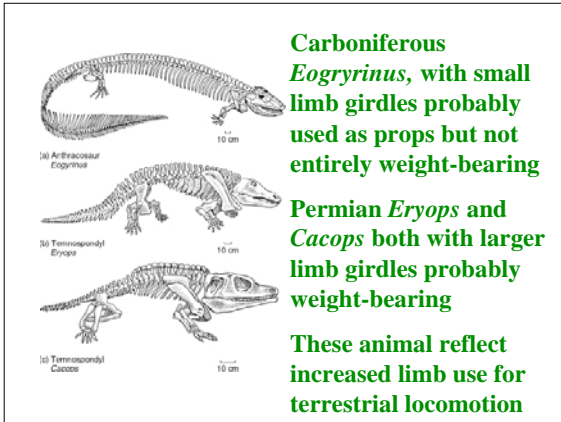 Carboniferous
Eogryrinus, with small
limb girdles probably
used as props but not
entirely weight-bearing
Permian Eryops and
Cacops both with larger
limb girdles probably
weight-bearing
These animal reflect
increased limb use for
terrestrial locomotion
10 cm
(a) Anthracosaur
Eogyrinus
10 cm
(b) Temnospondyl
Eryops
10 cm
(c) Temnospondyl
Cacops